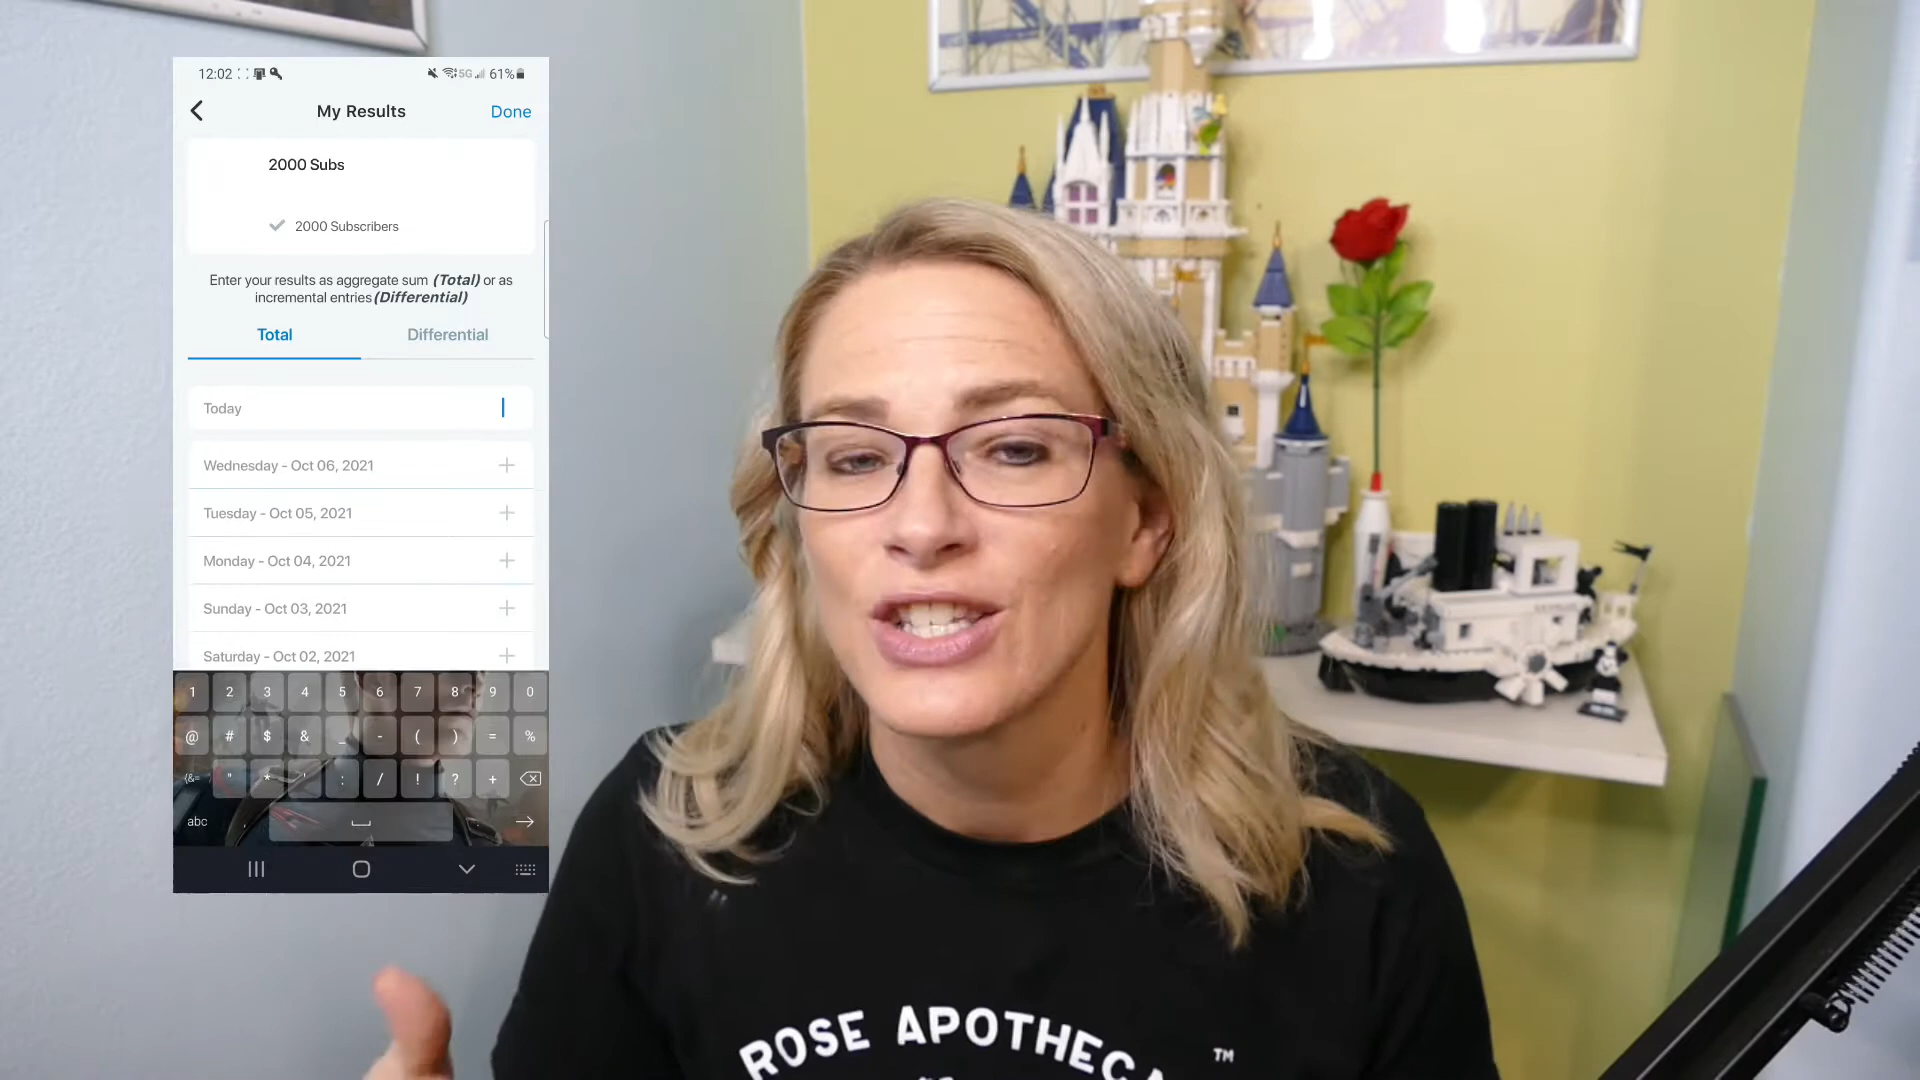 12:02 5G 61%
My Results Done
2000 Subs
2000 Subscribers
Enter your results as aggregate sum (Total) or as
incremental entries (Differential)
Total Differential
Today
Wednesday - Oct 06, 2021 +
Tuesday - Oct 05, 2021 +
Monday - Oct 04, 2021 +
Sunday - Oct 03, 2021 +
Saturday - Oct 02, 2021 +
1 2 3 4 5 6 7 8 9 0
@ # $ & _ - ( ) = %
{&= " * ' : / ! ? +
abc , .
ROSE APOTHECA ™